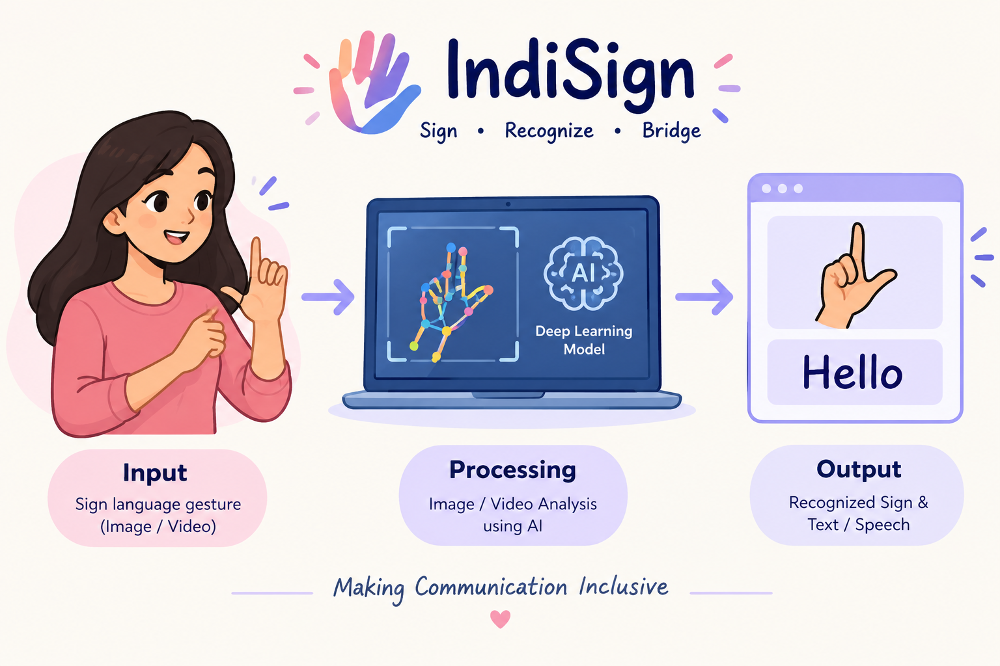 IndiSign
Sign • Recognize • Bridge
AI
Deep Learning
Model
Hello
Input
Sign language gesture
(Image / Video)
Processing
Image / Video Analysis
using AI
Output
Recognized Sign &
Text / Speech
Making Communication Inclusive